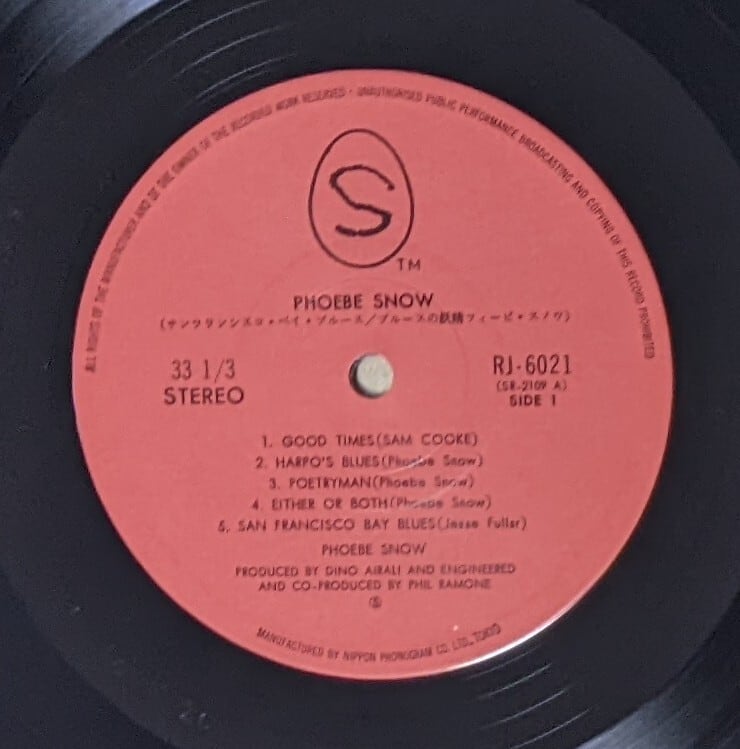 ALL RIGHTS OF THE MANUFACTURER AND OF THE OWNER OF THE RECORDED WORK RESERVED · UNAUTHORISED PUBLIC PERFORMANCE BROADCASTING AND COPYING OF THIS RECORD PROHIBITED
S
TM
PHOEBE SNOW
(サンフランシスコ・ベイ・ブルース/ブルースの妖精フィービ・スノウ)
33 1/3
STEREO
RJ-6021
(SR-2109 A)
SIDE 1
1. GOOD TIMES(SAM COOKE)
2. HARPO'S BLUES(Phoebe Snow)
3. POETRYMAN(Phoebe Snow)
4. EITHER OR BOTH(Phoebe Snow)
5. SAN FRANCISCO BAY BLUES(Jesse Fuller)
PHOEBE SNOW
PRODUCED BY DINO AIRALI AND ENGINEERED
AND CO-PRODUCED BY PHIL RAMONE
MANUFACTURED BY NIPPON PHONOGRAM CO. LTD., TOKYO